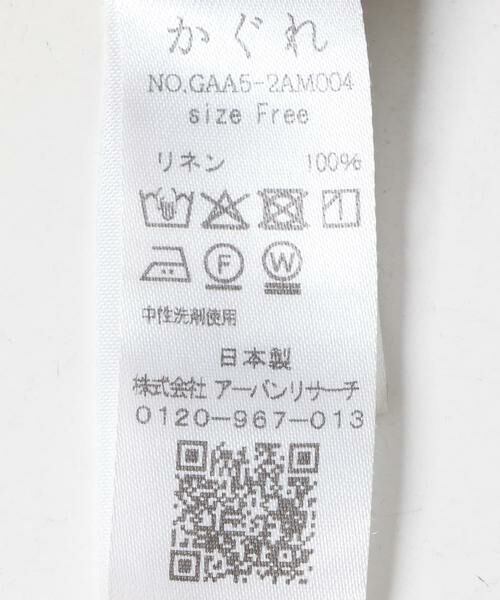 かぐれ
NO.GAA5-2AM004
size Free
リネン 100%
F W
中性洗剤使用
日本製
株式会社 アーバンリサーチ
0120-967-013